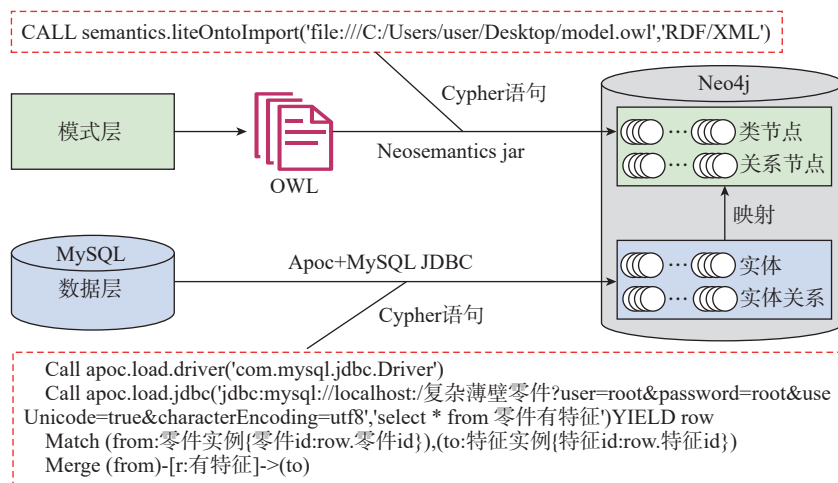 CALL semantics.liteOntoImport('file:///C:/Users/user/Desktop/model.owl','RDF/XML')
Cypher语句
Neo4j
模式层
OWL
Neosemantics jar
… 类节点
… 关系节点
映射
MySQL
数据层
Apoc+MySQL JDBC
Cypher语句
… 实体
… 实体关系
Call apoc.load.driver('com.mysql.jdbc.Driver')
Call apoc.load.jdbc('jdbc:mysql://localhost:/复杂薄壁零件?user=root&password=root&use
Unicode=true&characterEncoding=utf8','select * from 零件有特征')YIELD row
Match (from:零件实例{零件id:row.零件id}),(to:特征实例{特征id:row.特征id})
Merge (from)-[r:有特征]->(to)